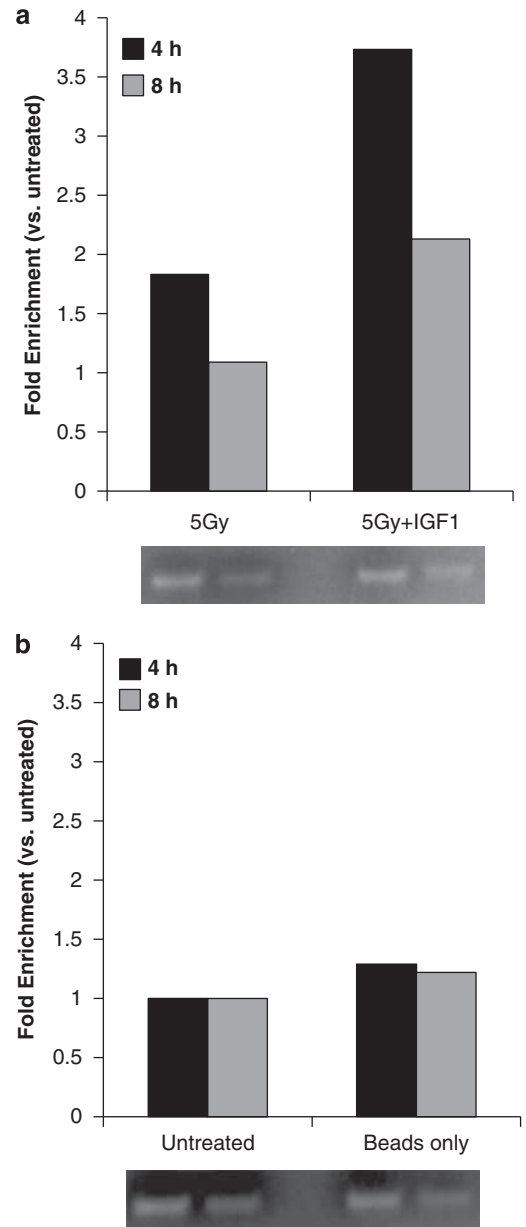 a
Fold Enrichment (vs. untreated)
4
3.5
3
2.5
2
1.5
1
0.5
0
4 h
8 h
5Gy
5Gy+IGF1
b
Fold Enrichment (vs. untreated)
4
3.5
3
2.5
2
1.5
1
0.5
0
4 h
8 h
Untreated
Beads only